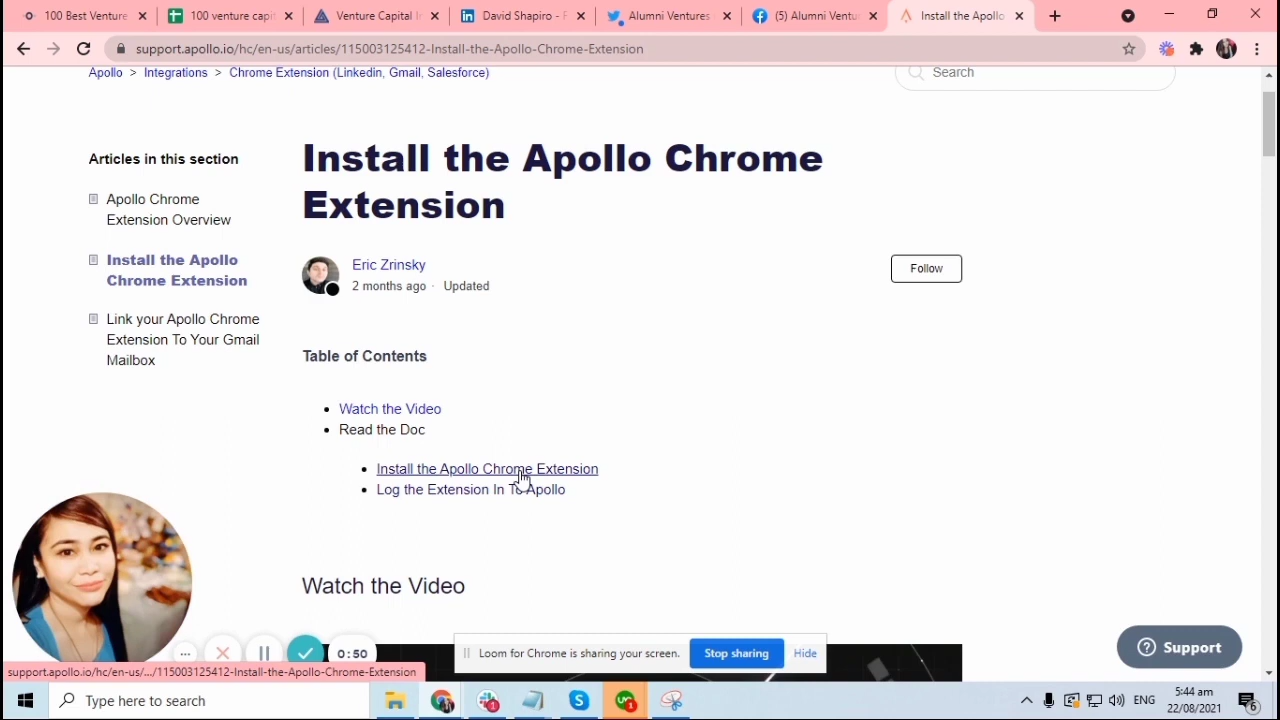 100 Best Venture
100 venture capi
Venture Capital In
David Shapiro - F
Alumni Ventures
(5) Alumni Ventu
Install the Apollo
support.apollo.io/hc/en-us/articles/115003125412-Install-the-Apollo-Chrome-Extension
Apollo > Integrations > Chrome Extension (Linkedin, Gmail, Salesforce)
Search
Articles in this section
Apollo Chrome
Extension Overview
Install the Apollo
Chrome Extension
Link your Apollo Chrome
Extension To Your Gmail
Mailbox
Install the Apollo Chrome
Extension
Eric Zrinsky
2 months ago · Updated
Follow
Table of Contents
Watch the Video
Read the Doc
Install the Apollo Chrome Extension
Log the Extension In To Apollo
Watch the Video
0:50
Loom for Chrome is sharing your screen.
Stop sharing
Hide
Support
support.apollo.io/hc/en-us/.../115003125412-Install-the-Apollo-Chrome-Extension
Type here to search
ENG
5:44 am
22/08/2021
6